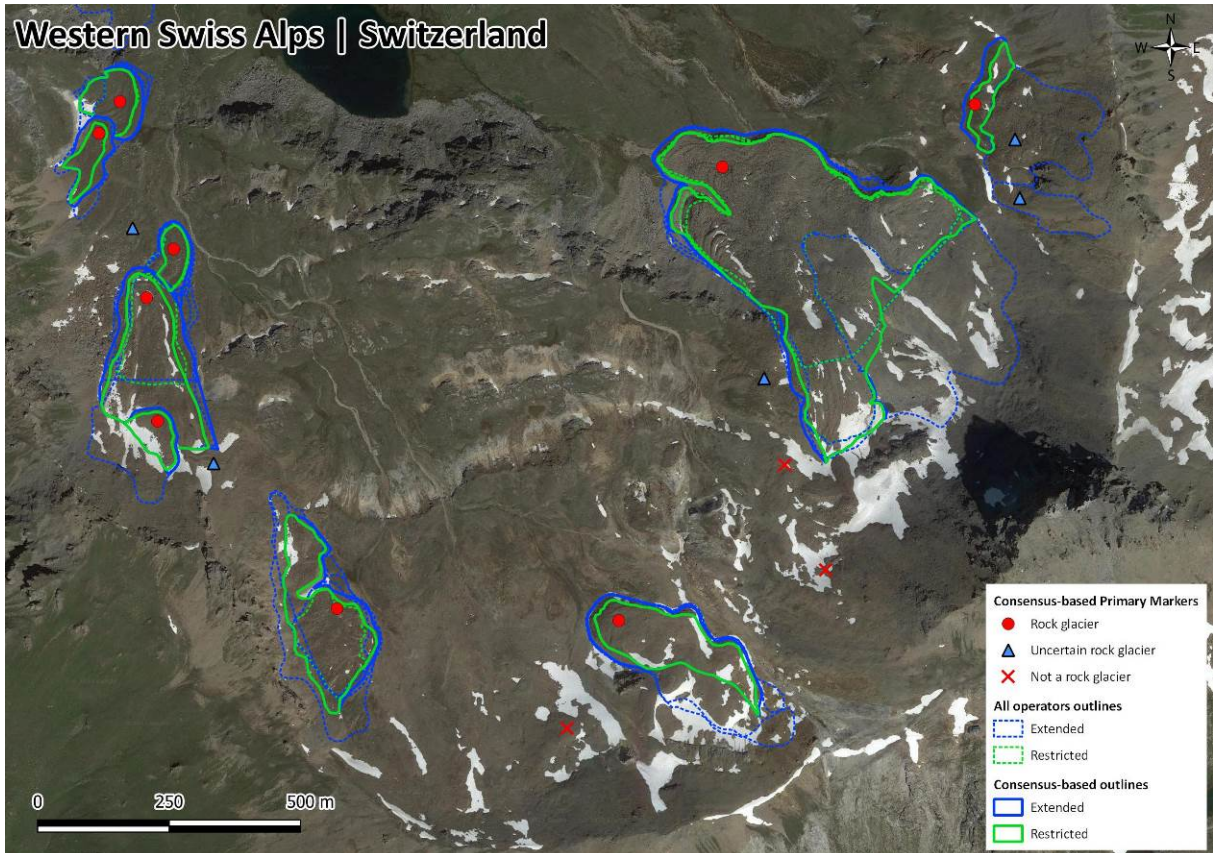 Western Swiss Alps | Switzerland
N
W E
S
Consensus-based Primary Markers
Rock glacier
Uncertain rock glacier
Not a rock glacier
All operators outlines
Extended
Restricted
Consensus-based outlines
Extended
Restricted
0 250 500 m